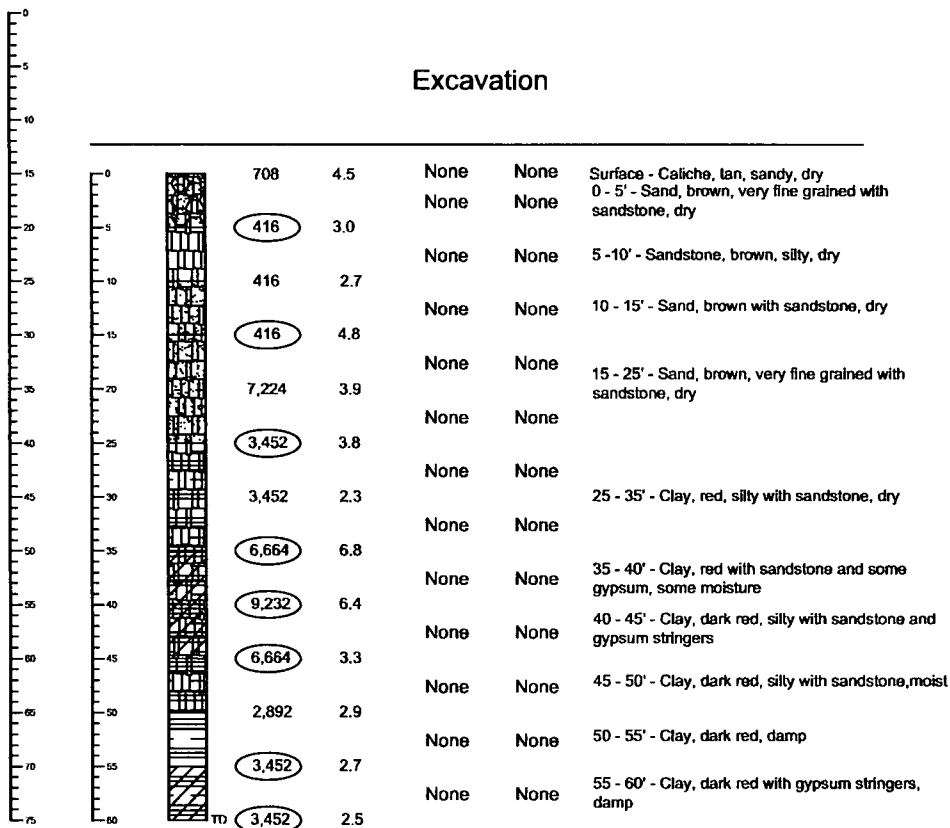 0
5
10
Excavation
15 0 708 4.5 None None Surface - Caliche, tan, sandy, dry
None None 0 - 5' - Sand, brown, very fine grained with
sandstone, dry
20 5 416 3.0
None None 5 -10' - Sandstone, brown, silty, dry
25 10 416 2.7
None None 10 - 15' - Sand, brown with sandstone, dry
30 15 416 4.8
None None 15 - 25' - Sand, brown, very fine grained with
35 20 7,224 3.9 sandstone, dry
None None
40 25 3,452 3.8
None None
45 30 3,452 2.3 25 - 35' - Clay, red, silty with sandstone, dry
None None
50 35 6,664 6.8
None None 35 - 40' - Clay, red with sandstone and some
gypsum, some moisture
55 40 9,232 6.4
None None 40 - 45' - Clay, dark red, silty with sandstone and
gypsum stringers
60 45 6,664 3.3
None None 45 - 50' - Clay, dark red, silty with sandstone,moist
65 50 2,892 2.9
None None 50 - 55' - Clay, dark red, damp
70 55 3,452 2.7
None None 55 - 60' - Clay, dark red with gypsum stringers,
damp
75 60 TD 3,452 2.5